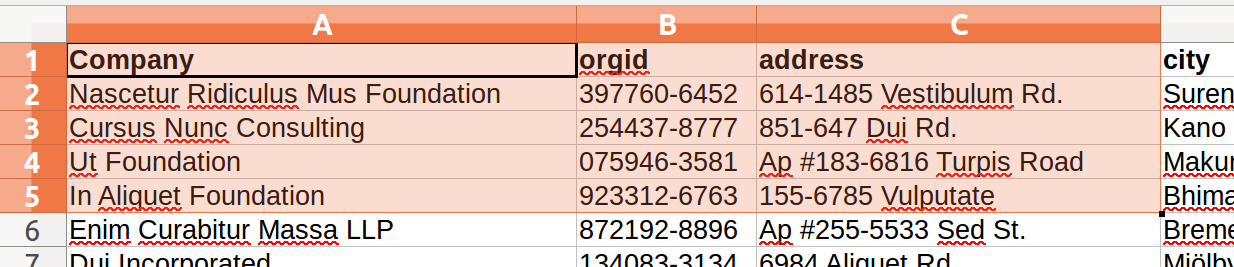 A B C
1 Company orgid address city
2 Nascetur Ridiculus Mus Foundation 397760-6452 614-1485 Vestibulum Rd. Suren
3 Cursus Nunc Consulting 254437-8777 851-647 Dui Rd. Kano
4 Ut Foundation 075946-3581 Ap #183-6816 Turpis Road Makur
5 In Aliquet Foundation 923312-6763 155-6785 Vulputate Bhima
6 Enim Curabitur Massa LLP 872192-8896 Ap #255-5533 Sed St. Breme
7 Dui Incorporated 134083-3134 6984 Aliquet Rd Mjölby